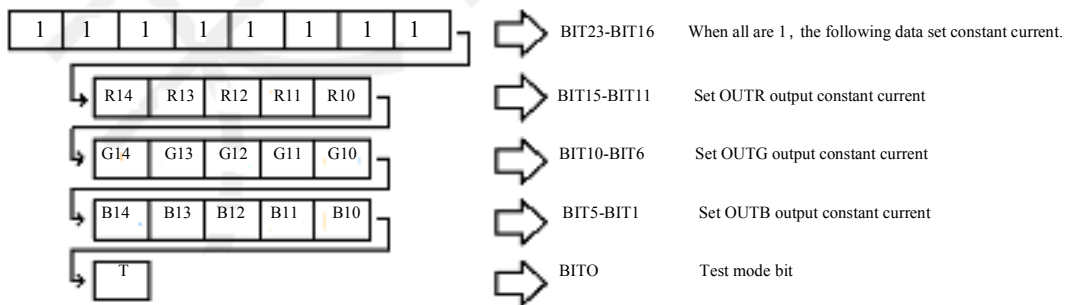 1 1 1 1 1 1 1 1 BIT23-BIT16 When all are 1, the following data set constant current.
R14 R13 R12 R11 R10 BIT15-BIT11 Set OUTR output constant current
G14 G13 G12 G11 G10 BIT10-BIT6 Set OUTG output constant current
B14 B13 B12 B11 B10 BIT5-BIT1 Set OUTB output constant current
T BITO Test mode bit